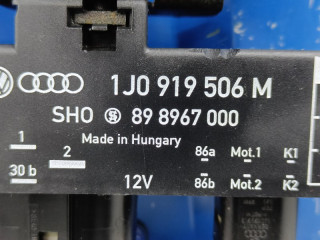 1J0 919 506 M
SHO S 89 8967 000
Made in Hungary
1 2 86a Mot.1 K1
30 b 12V 86b Mot.2 K2